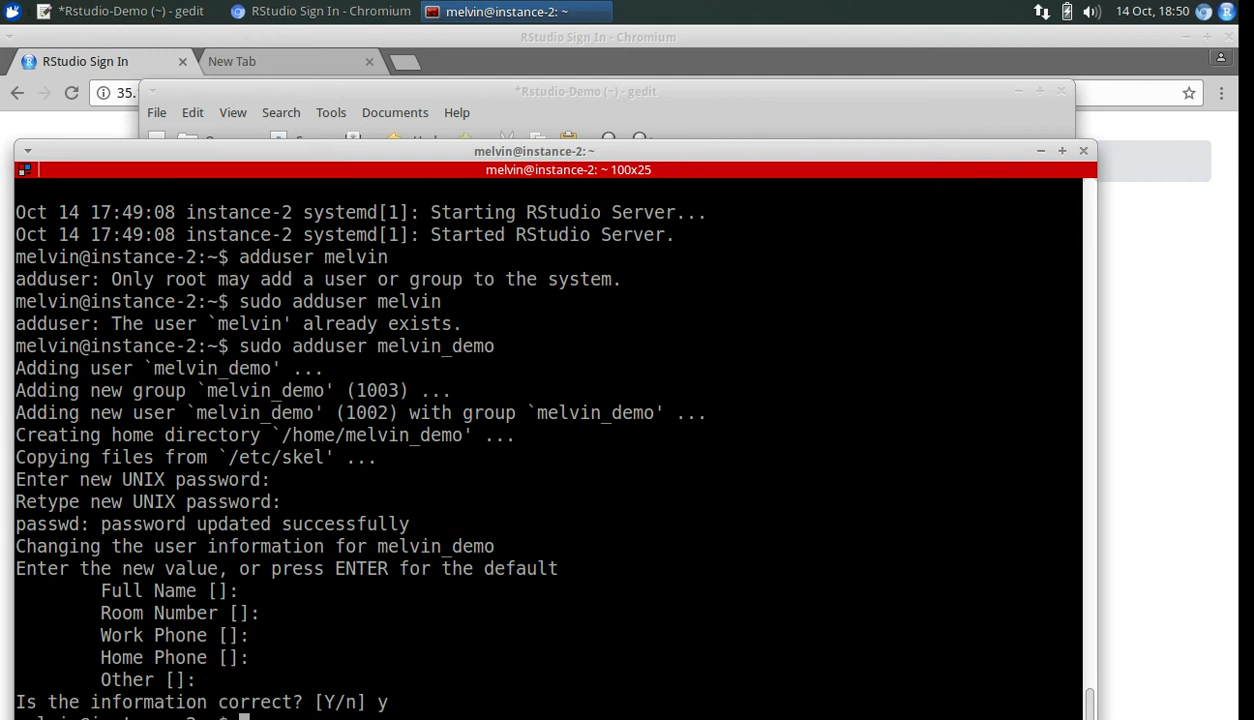 *Rstudio-Demo (~) - gedit
RStudio Sign In - Chromium
melvin@instance-2: ~
14 Oct, 18:50
RStudio Sign In - Chromium
RStudio Sign In
New Tab
35.
*Rstudio-Demo (~) - gedit
File Edit View Search Tools Documents Help
melvin@instance-2: ~
melvin@instance-2: ~ 100x25
Oct 14 17:49:08 instance-2 systemd[1]: Starting RStudio Server...
Oct 14 17:49:08 instance-2 systemd[1]: Started RStudio Server.
melvin@instance-2:~$ adduser melvin
adduser: Only root may add a user or group to the system.
melvin@instance-2:~$ sudo adduser melvin
adduser: The user `melvin' already exists.
melvin@instance-2:~$ sudo adduser melvin_demo
Adding user `melvin_demo' ...
Adding new group `melvin_demo' (1003) ...
Adding new user `melvin_demo' (1002) with group `melvin_demo' ...
Creating home directory `/home/melvin_demo' ...
Copying files from `/etc/skel' ...
Enter new UNIX password:
Retype new UNIX password:
passwd: password updated successfully
Changing the user information for melvin_demo
Enter the new value, or press ENTER for the default
Full Name []:
Room Number []:
Work Phone []:
Home Phone []:
Other []:
Is the information correct? [Y/n] y